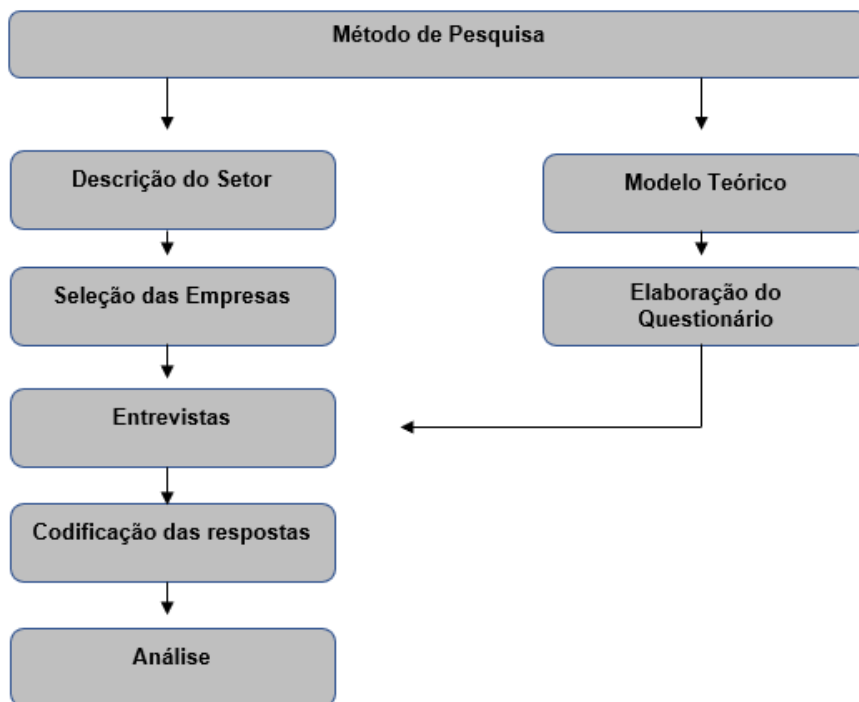 Método de Pesquisa
Descrição do Setor
Modelo Teórico
Seleção das Empresas
Elaboração do
Questionário
Entrevistas
Codificação das respostas
Análise